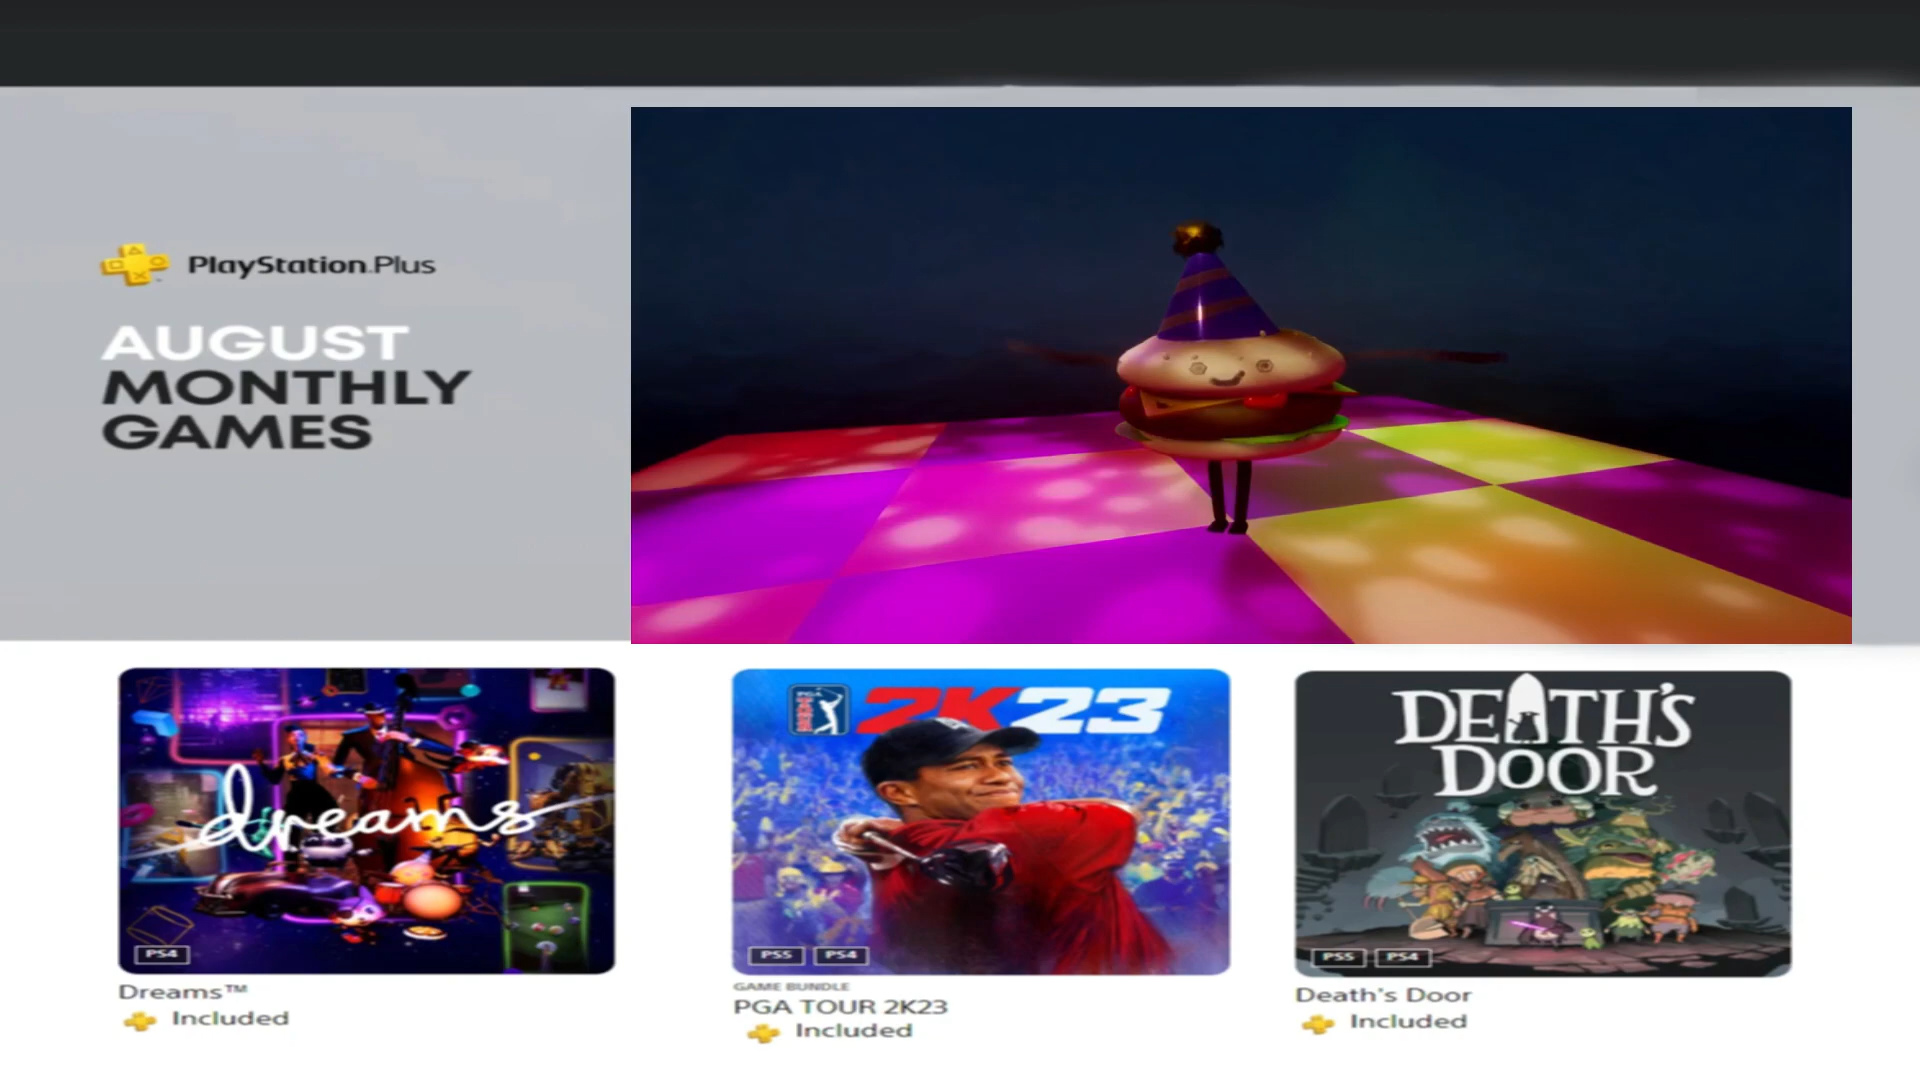 PlayStation.Plus
AUGUST
MONTHLY
GAMES
dreams
PS4
Dreams™
Included
PGA
TOUR
2K23
PS5 PS4
GAME BUNDLE
PGA TOUR 2K23
Included
DEATH'S
DOOR
PS5 PS4
Death's Door
Included